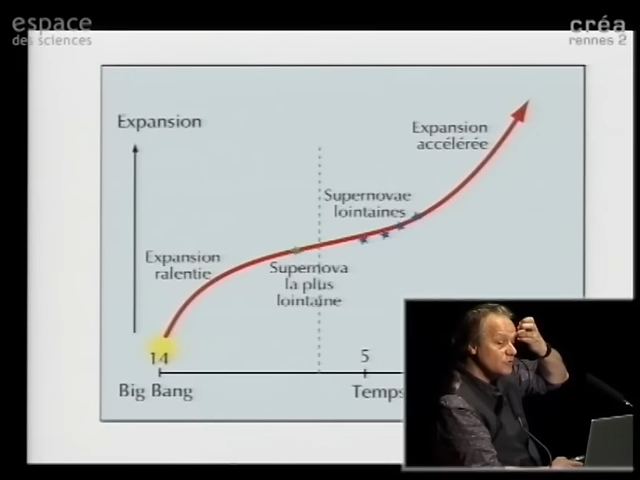 espace
des sciences
créa
rennes 2
Expansion
Expansion
accélérée
Supernovae
lointaines
Expansion
ralentie
Supernova
la plus
lointaine
14
5
Big Bang
Temps